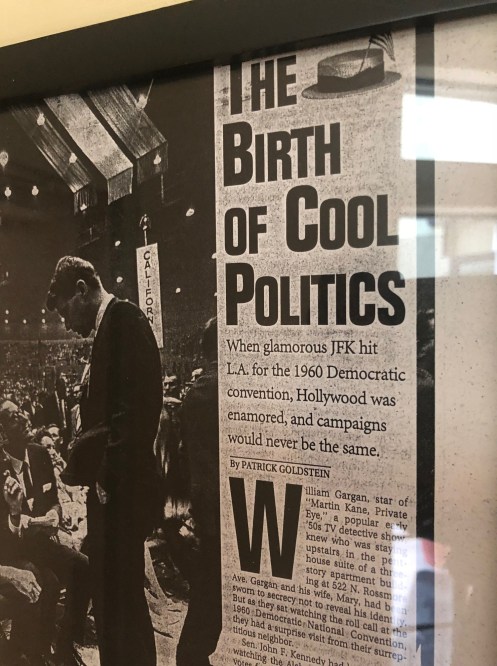 THE
BIRTH
OF COOL
POLITICS
When glamorous JFK hit
L.A. for the 1960 Democratic
convention, Hollywood was
enamored, and campaigns
would never be the same.
By PATRICK GOLDSTEIN
William Gargan, star of
"Martin Kane, Private
Eye," a popular early
'50s TV detective show
knew who was staying
upstairs in the pent-
house suite of a three-
story apartment build-
ing at 522 N. Rossmore
Ave. Gargan and his wife, Mary, had been
sworn to secrecy not to reveal his identity.
But as they sat watching the roll call at the
1960 Democratic National Convention,
they had a surprise visit from their surrep-
titious neighbor.
Sen. John F. Kennedy had
watching the
CALIFORN